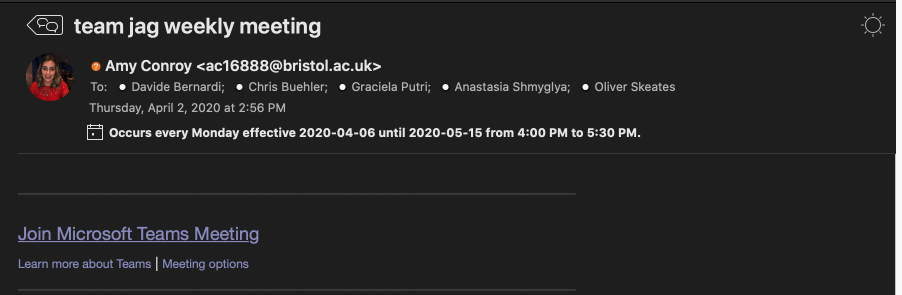 team jag weekly meeting
Amy Conroy <ac16888@bristol.ac.uk>
To: • Davide Bernardi; • Chris Buehler; • Graciela Putri; • Anastasia Shmyglya; • Oliver Skeates
Thursday, April 2, 2020 at 2:56 PM
Occurs every Monday effective 2020-04-06 until 2020-05-15 from 4:00 PM to 5:30 PM.
Join Microsoft Teams Meeting
Learn more about Teams | Meeting options